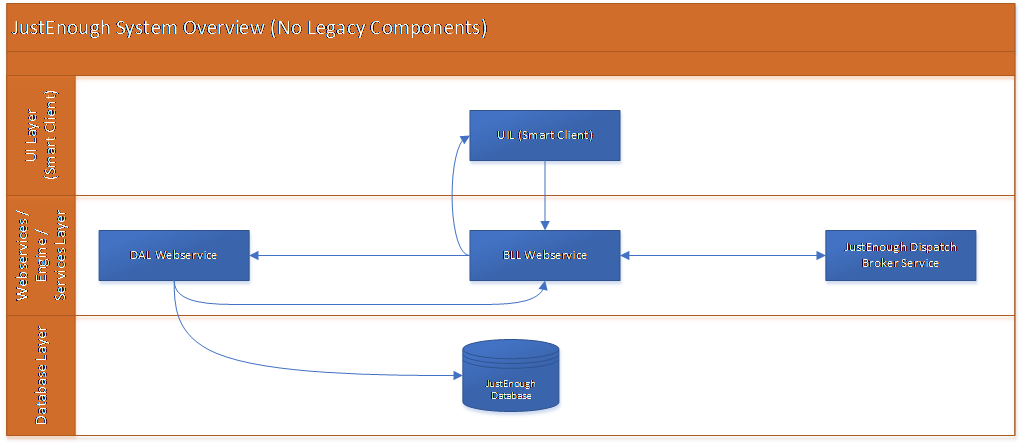 JustEnough System Overview (No Legacy Components)
UI Layer
(Smart Client)
UIL (Smart Client)
Webservices /
Engine /
Services Layer
DAL Webservice
BLL Webservice
JustEnough Dispatch
Broker Service
Database Layer
JustEnough
Database